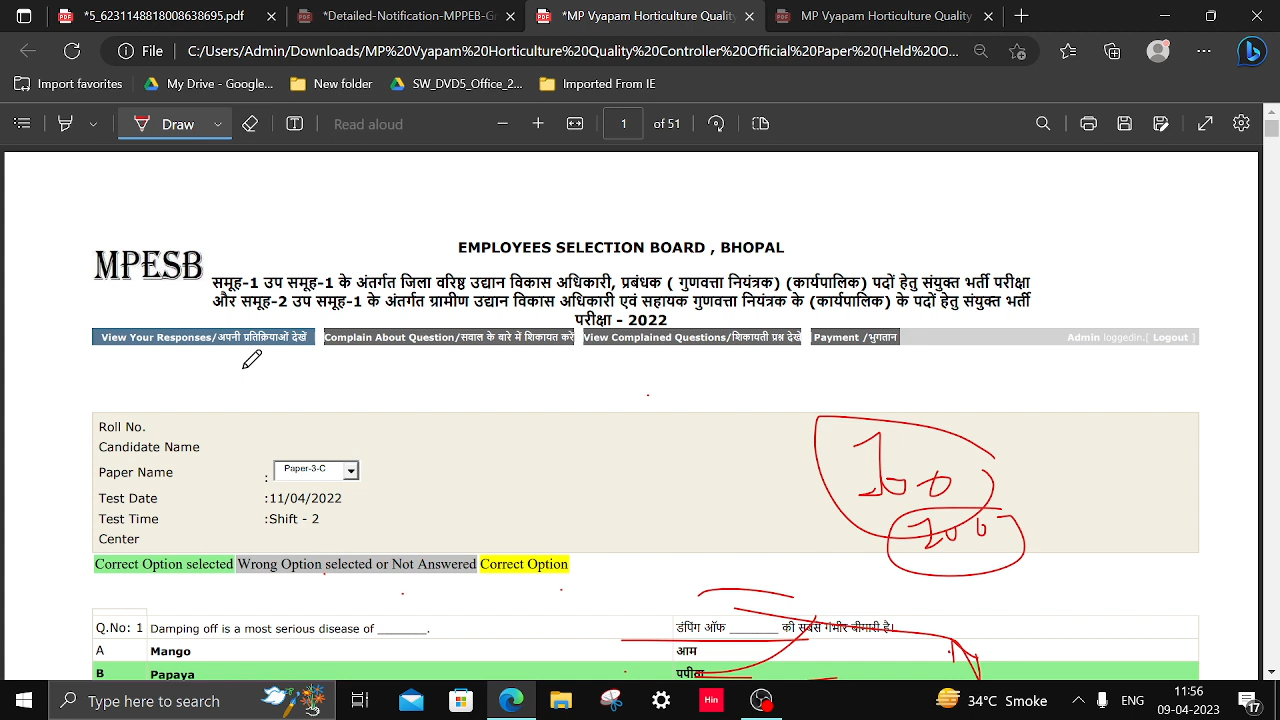 *5_623114818008638695.pdf
*Detailed-Notification-MPPEB-G
*MP Vyapam Horticulture Quality
MP Vyapam Horticulture Quality C
File
C:/Users/Admin/Downloads/MP%20Vyapam%20Horticulture%20Quality%20Controller%20Official%20Paper%20(Held%20O...
Import favorites
My Drive - Google...
New folder
SW_DVD5_Office_2...
Imported From IE
Draw
Read aloud
1
of 51
MPESB
EMPLOYEES SELECTION BOARD , BHOPAL
समूह-1 उप समूह-1 के अंतर्गत जिला वरिष्ठ उद्यान विकास अधिकारी, प्रबंधक ( गुणवत्ता नियंत्रक) (कार्यपालिक) पदों हेतु संयुक्त भर्ती परीक्षा
और समूह-2 उप समूह-1 के अंतर्गत ग्रामीण उद्यान विकास अधिकारी एवं सहायक गुणवत्ता नियंत्रक के (कार्यपालिक) के पदों हेतु संयुक्त भर्ती
परीक्षा - 2022
View Your Responses/अपनी प्रतिक्रियाओं देखें
Complain About Question/सवाल के बारे में शिकायत करें
View Complained Questions/शिकायती प्रश्न देखें
Payment /भुगतान
Admin loggedin.[ Logout ]
Roll No.
Candidate Name
Paper Name : Paper-3-C
Test Date :11/04/2022
Test Time :Shift - 2
Center
100
200
Correct Option selected Wrong Option selected or Not Answered Correct Option
Q.No: 1 Damping off is a most serious disease of _______. डंपिंग ऑफ _______ की सबसे गंभीर बीमारी है।
A Mango आम
B Papaya पपीता
Type here to search
Hin
34°C Smoke
ENG
11:56
09-04-2023
17